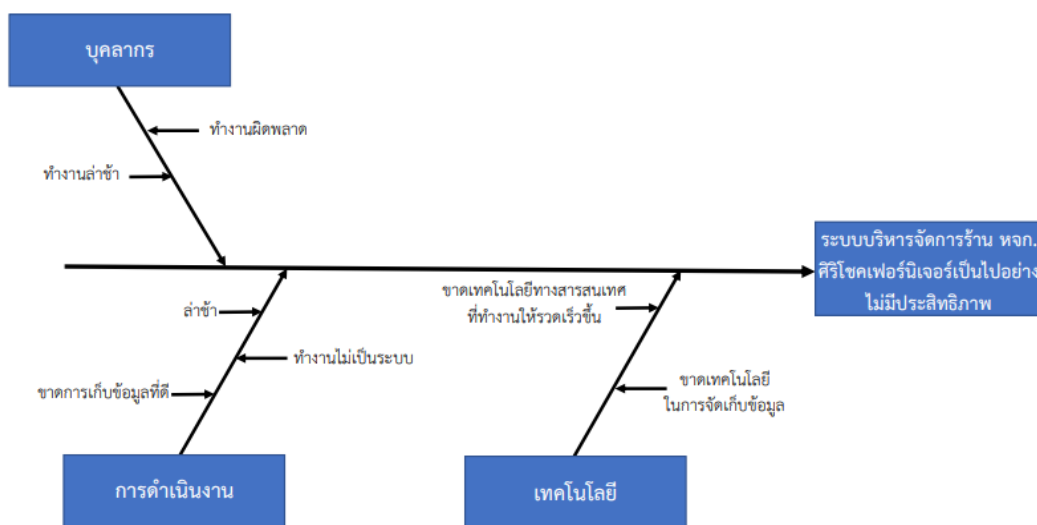 บุคลากร
ทำงานผิดพลาด
ทำงานล่าช้า
ระบบบริหารจัดการร้าน หจก.
ศิริโชคเฟอร์นิเจอร์เป็นไปอย่าง
ไม่มีประสิทธิภาพ
ล่าช้า
ขาดเทคโนโลยีทางสารสนเทศ
ที่ทำงานให้รวดเร็วขึ้น
ทำงานไม่เป็นระบบ
ขาดการเก็บข้อมูลที่ดี
ขาดเทคโนโลยี
ในการจัดเก็บข้อมูล
การดำเนินงาน
เทคโนโลยี